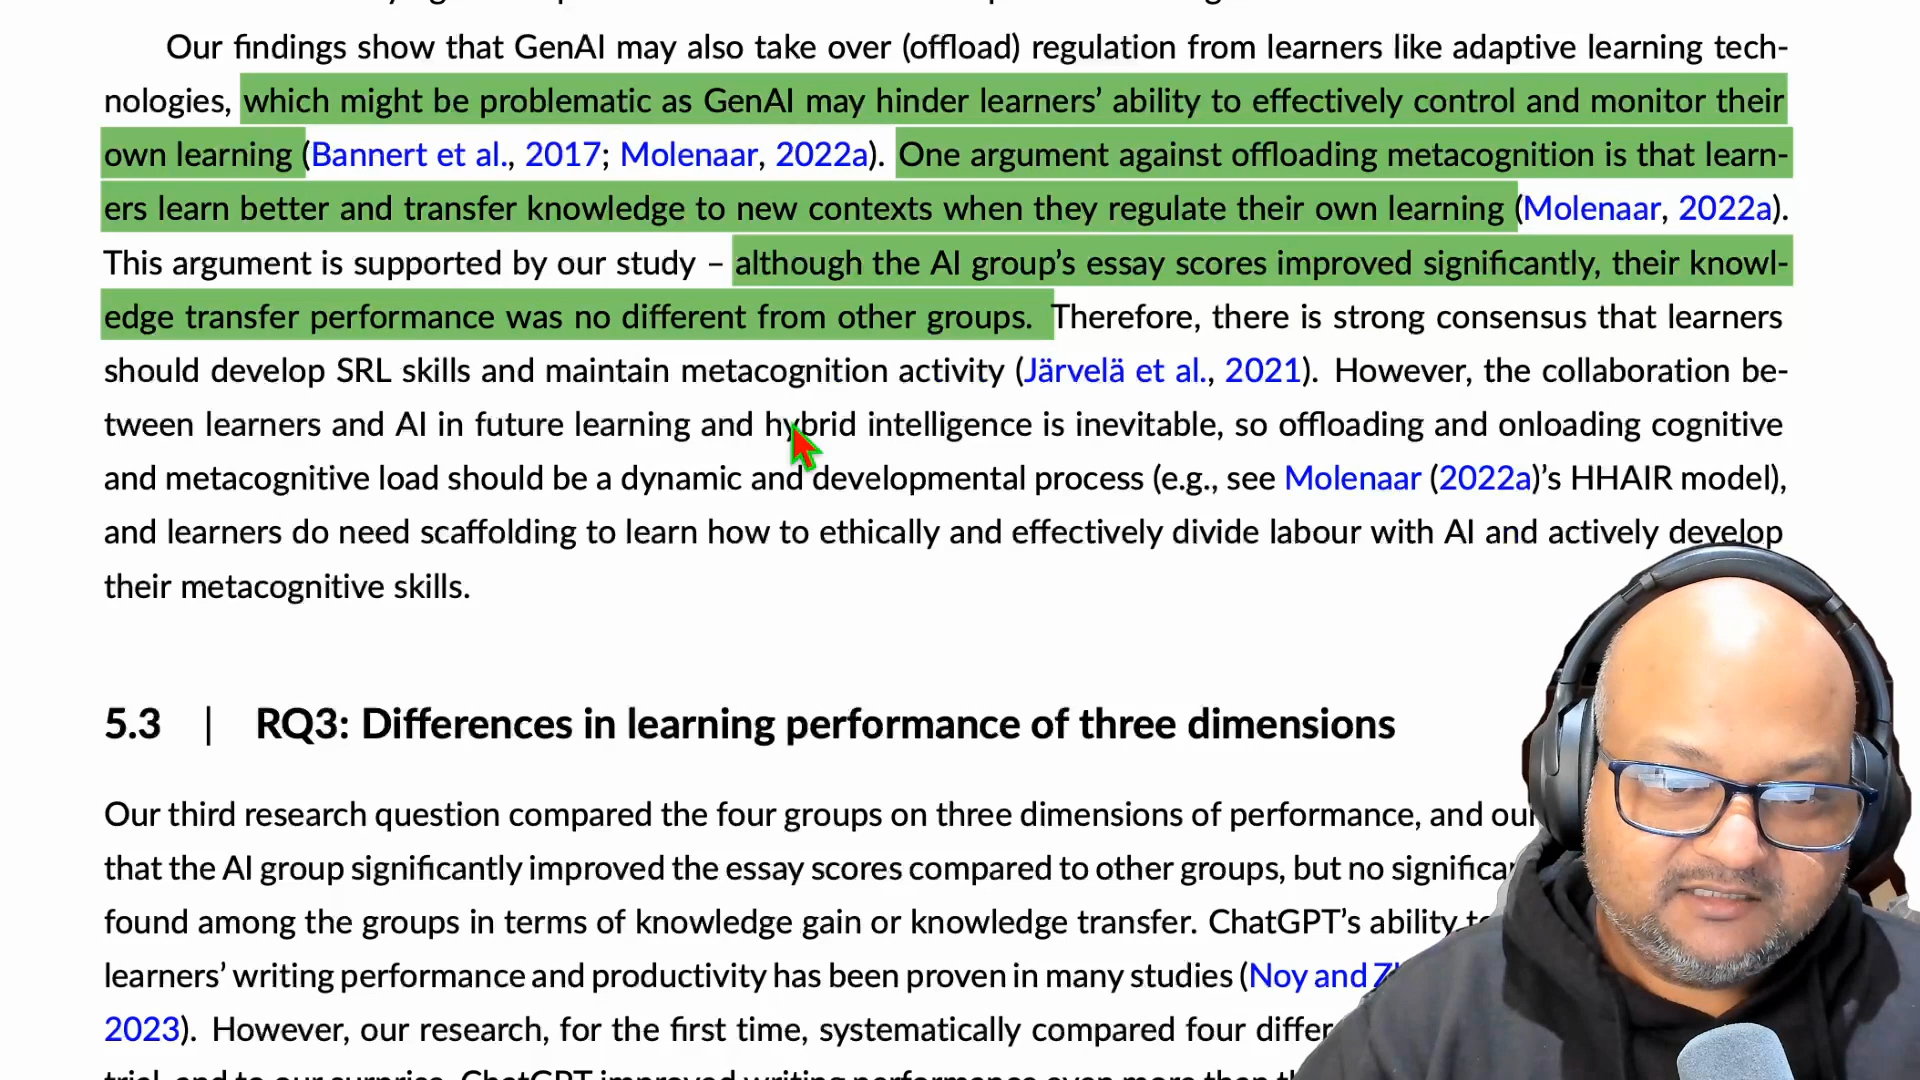 Our findings show that GenAI may also take over (offload) regulation from learners like adaptive learning tech-
nologies, which might be problematic as GenAI may hinder learners’ ability to effectively control and monitor their
own learning (Bannert et al., 2017; Molenaar, 2022a). One argument against offloading metacognition is that learn-
ers learn better and transfer knowledge to new contexts when they regulate their own learning (Molenaar, 2022a).
This argument is supported by our study – although the AI group’s essay scores improved significantly, their knowl-
edge transfer performance was no different from other groups. Therefore, there is strong consensus that learners
should develop SRL skills and maintain metacognition activity (Järvelä et al., 2021). However, the collaboration be-
tween learners and AI in future learning and hybrid intelligence is inevitable, so offloading and onloading cognitive
and metacognitive load should be a dynamic and developmental process (e.g., see Molenaar (2022a)’s HHAIR model),
and learners do need scaffolding to learn how to ethically and effectively divide labour with AI and actively develop
their metacognitive skills.
5.3 | RQ3: Differences in learning performance of three dimensions
Our third research question compared the four groups on three dimensions of performance, and our
that the AI group significantly improved the essay scores compared to other groups, but no
found among the groups in terms of knowledge gain or knowledge transfer. ChatGPT’s ability
learners’ writing performance and productivity has been proven in many studies (Noy and
2023). However, our research, for the first time, systematically compared four
trial, and to our surprise, ChatGPT improved writing performance even more than